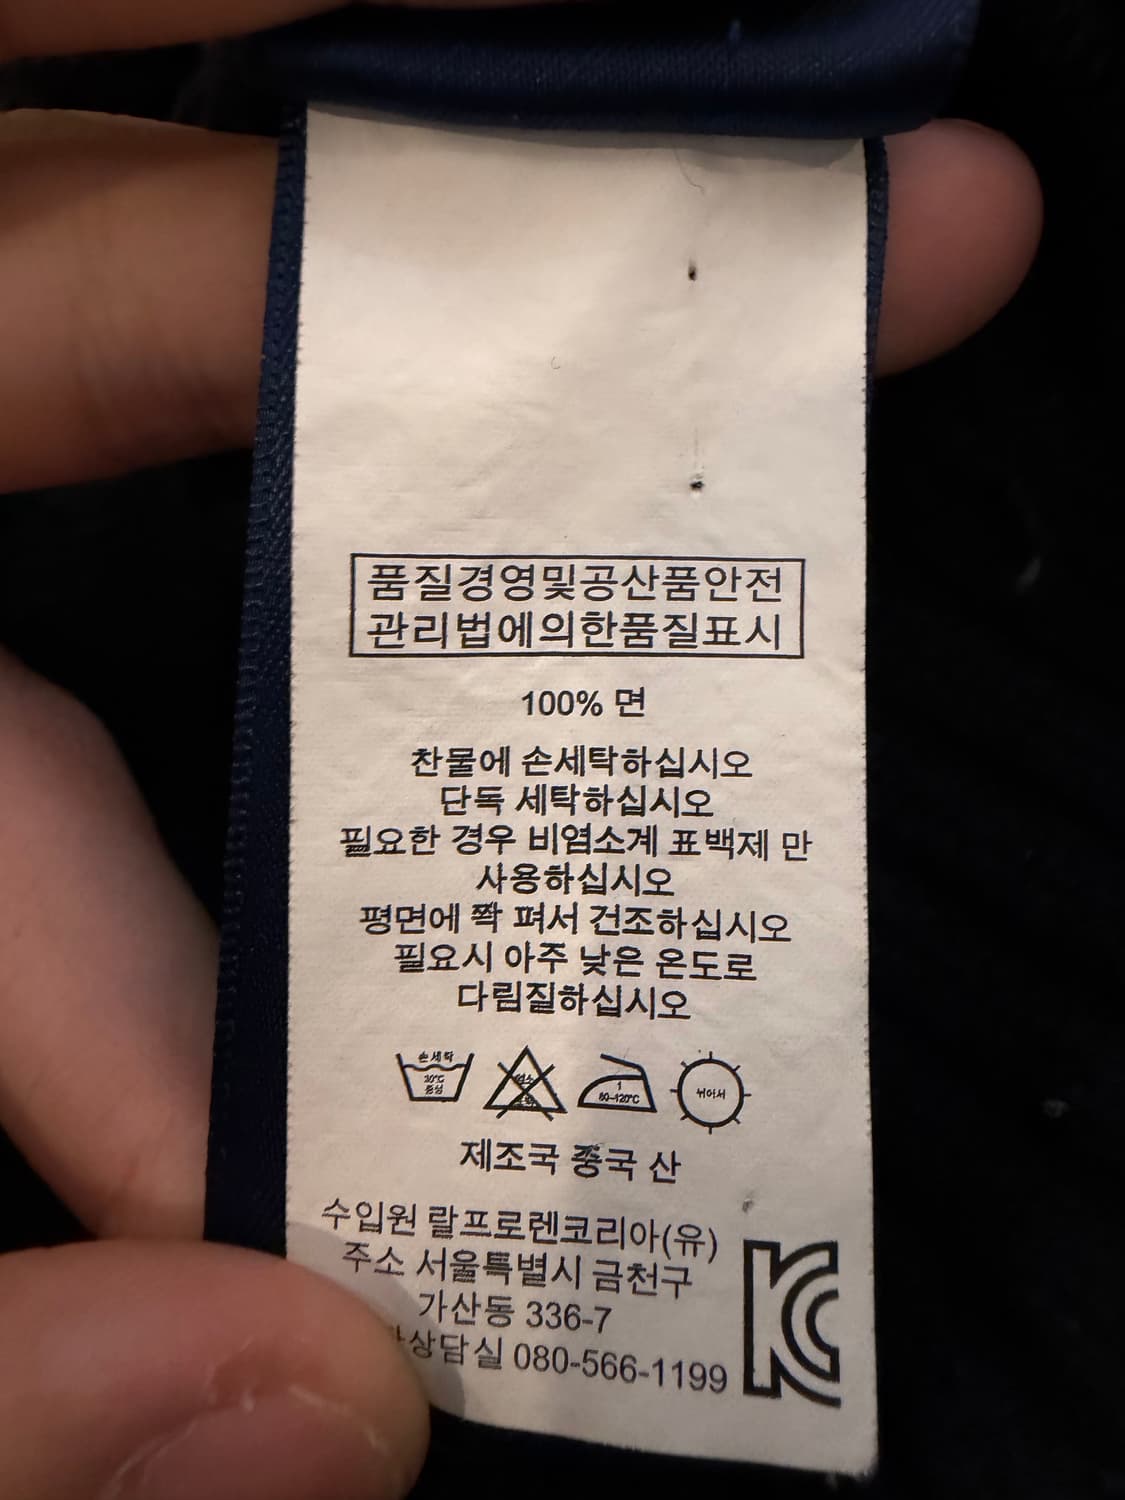 품질경영및공산품안전
관리법에의한품질표시
100% 면
찬물에 손세탁하십시오
단독 세탁하십시오
필요한 경우 비염소계 표백제 만
사용하십시오
평면에 쫙 펴서 건조하십시오
필요시 아주 낮은 온도로
다림질하십시오
손세탁
30℃
중성
1
80~120℃
뉘어서
제조국 중국 산
수입원 랄프로렌코리아(유)
주소 서울특별시 금천구
가산동 336-7
080-566-1199
KC